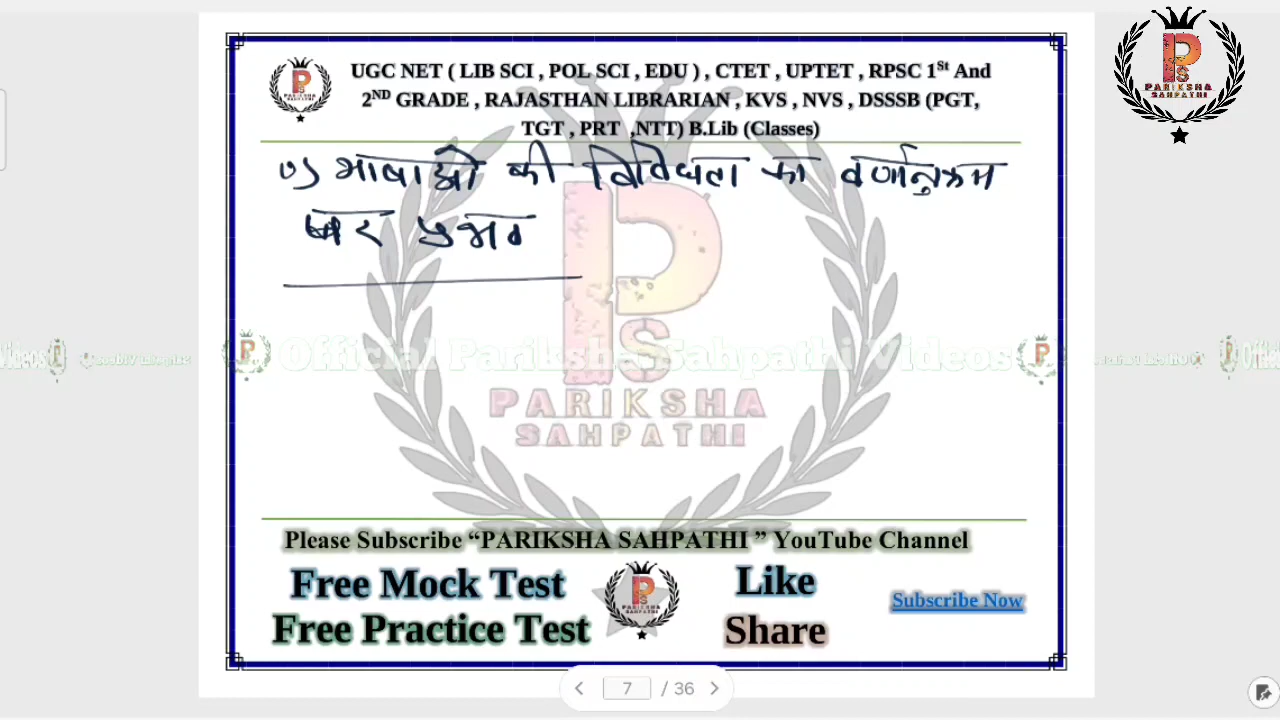 PARIKSHA
SAHPATHI
UGC NET ( LIB SCI , POL SCI , EDU ) , CTET , UPTET , RPSC 1St And
2ND GRADE , RAJASTHAN LIBRARIAN , KVS , NVS , DSSSB (PGT,
TGT , PRT ,NTT) B.Lib (Classes)
भाषाओं की विविधता का वर्णानुक्रम
पर प्रभाव
Official Pariksha Sahpathi Videos
PARIKSHA
SAHPATHI
Please Subscribe “PARIKSHA SAHPATHI ” YouTube Channel
Free Mock Test
Like
Subscribe Now
Free Practice Test
Share
7 / 36